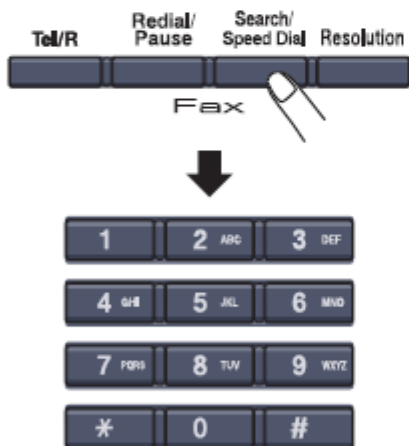 Tel/R Redial/Pause Search/Speed Dial Resolution
Fax
1 2 ABC 3 DEF
4 GHI 5 JKL 6 MNO
7 PQRS 8 TUV 9 WXYZ
* 0 #